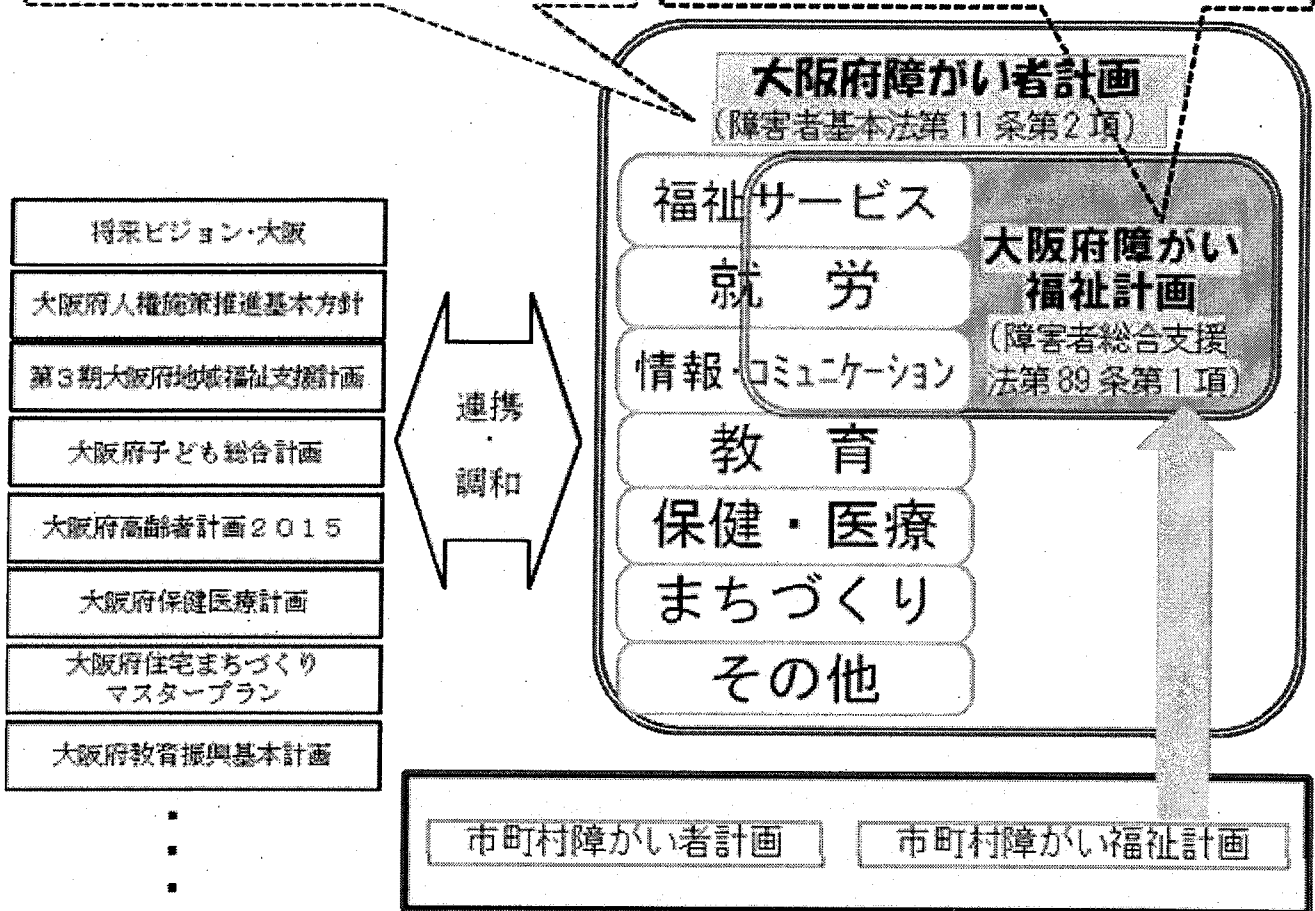 大阪府障がい者計画
(障害者基本法第11条第2項)
福祉サービス
就 労
情報・コミュニケーション
教 育
保健・医療
まちづくり
その他
大阪府障がい
福祉計画
(障害者総合支援
法第89条第1項)
将来ビジョン・大阪
大阪府人権施策推進基本方針
第3期大阪府地域福祉支援計画
大阪府子ども総合計画
大阪府高齢者計画2015
大阪府保健医療計画
大阪府住宅まちづくり
マスタープラン
大阪府教育振興基本計画
連携
・
調和
市町村障がい者計画
市町村障がい福祉計画